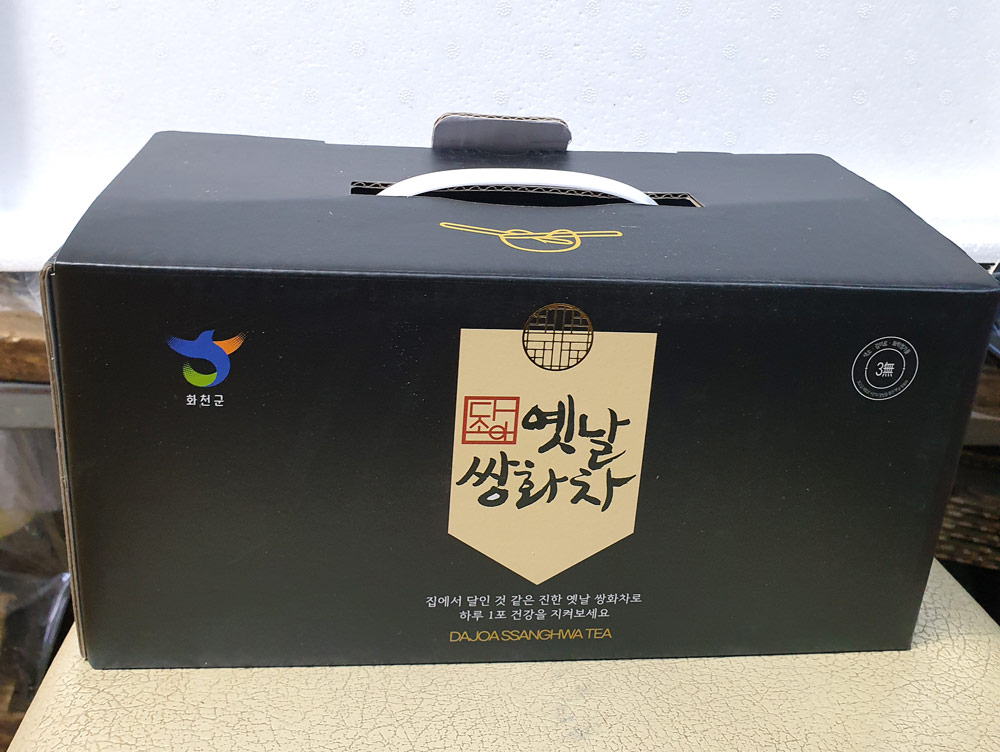 화천군
3無
다조아
옛날
쌍화차
집에서 달인 것 같은 진한 옛날 쌍화차로
하루 1포 건강을 지켜보세요
DAJOA SSANGHWA TEA